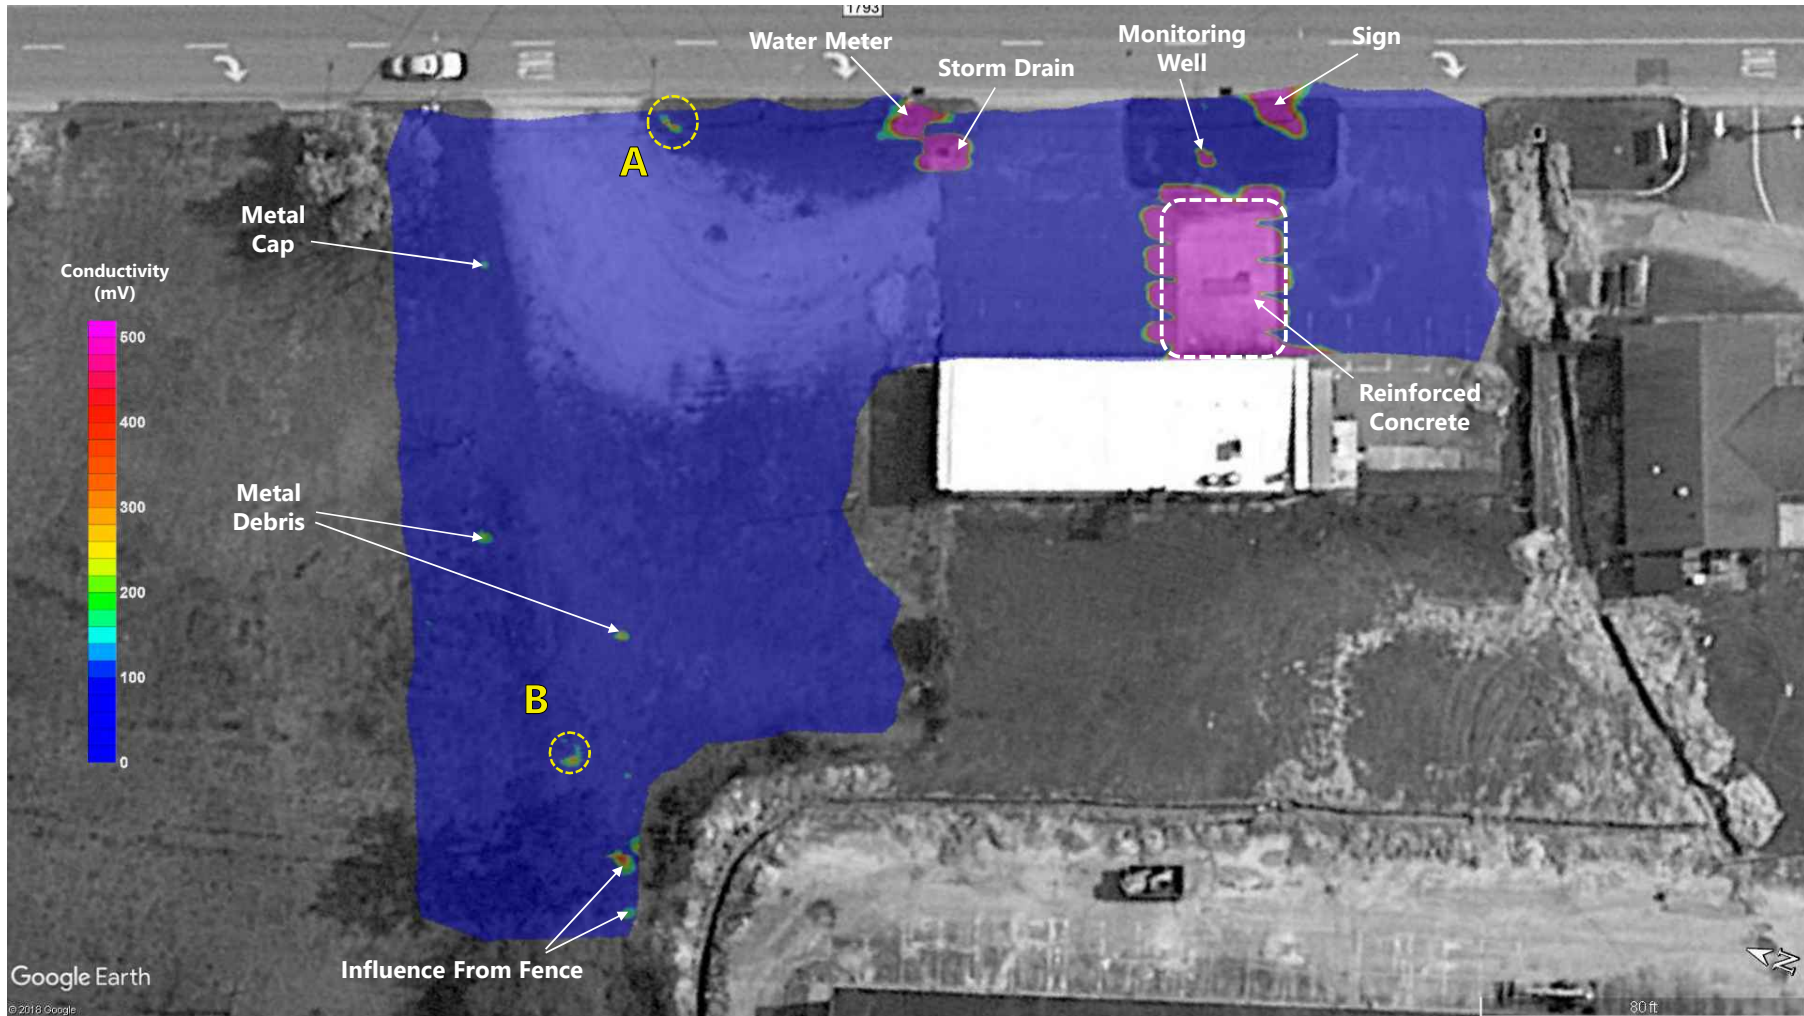 1793
Water Meter
Storm Drain
Monitoring
Well
Sign
A
Metal
Cap
Conductivity
(mV)
500
400
300
200
100
0
Reinforced
Concrete
Metal
Debris
B
Influence From Fence
Google Earth
© 2018 Google
N
80 ft